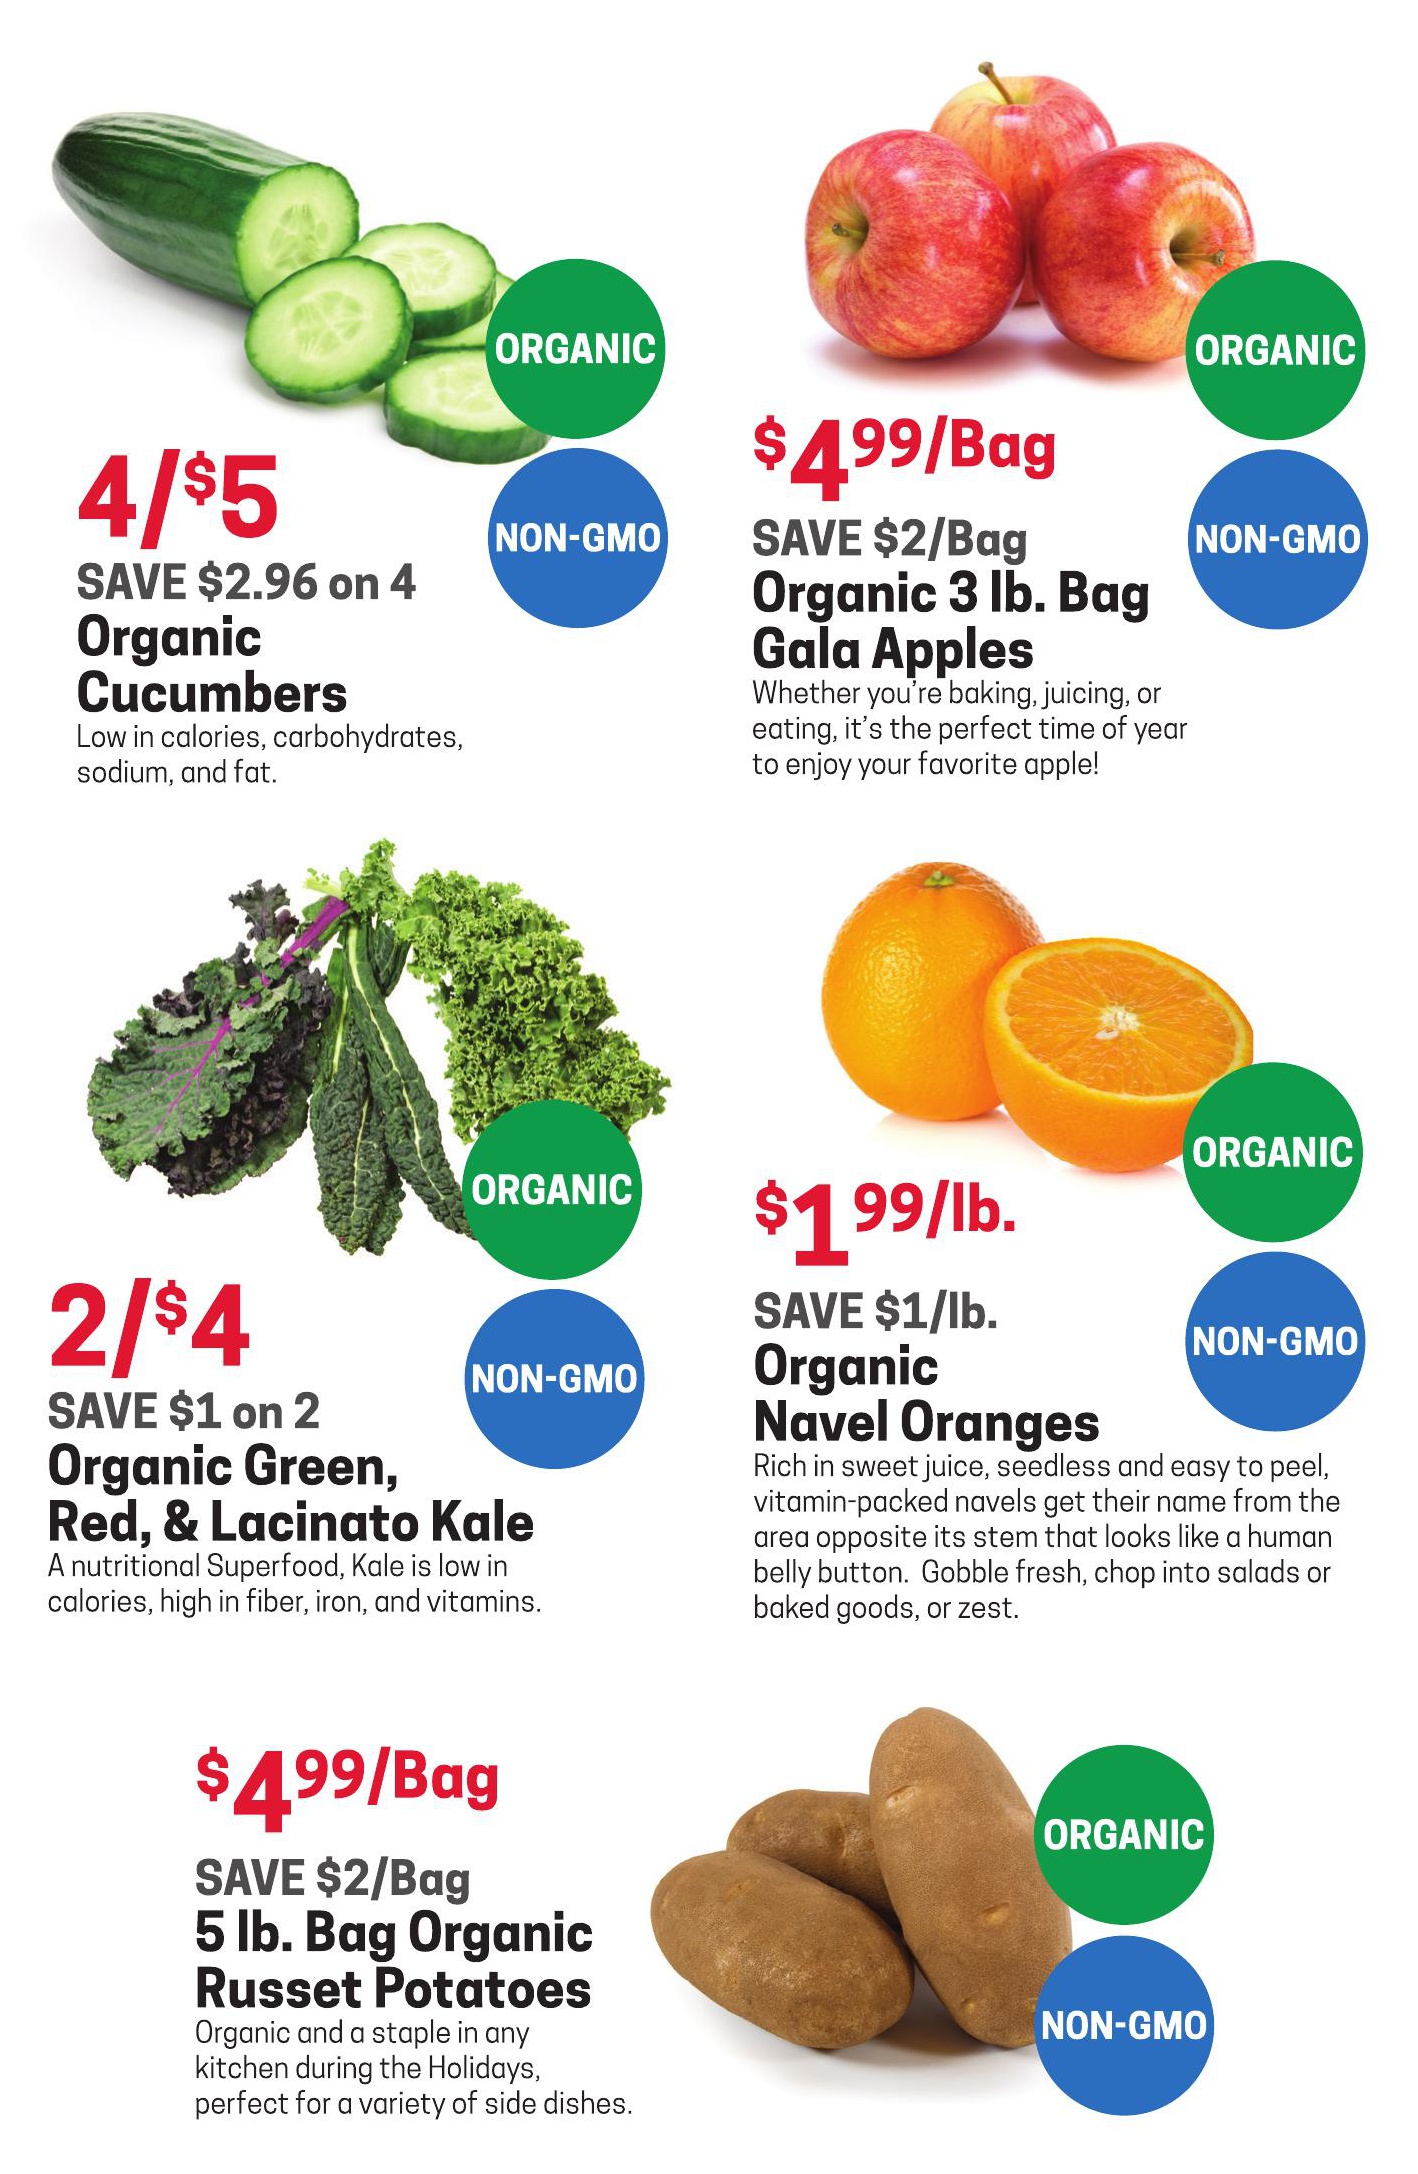 ORGANIC
NON-GMO
4/$5
SAVE $2.96 on 4
Organic
Cucumbers
Low in calories, carbohydrates,
sodium, and fat.
ORGANIC
NON-GMO
$4 99/Bag
SAVE $2/Bag
Organic 3 lb. Bag
Gala Apples
Whether you're baking, juicing, or
eating, it's the perfect time of year
to enjoy your favorite apple!
ORGANIC
NON-GMO
2/$4
SAVE $1 on 2
Organic Green,
Red, & Lacinato Kale
A nutritional Superfood, Kale is low in
calories, high in fiber, iron, and vitamins.
ORGANIC
NON-GMO
$1 99/lb.
SAVE $1/lb.
Organic
Navel Oranges
Rich in sweet juice, seedless and easy to peel,
vitamin-packed navels get their name from the
area opposite its stem that looks like a human
belly button. Gobble fresh, chop into salads or
baked goods, or zest.
$4 99/Bag
SAVE $2/Bag
5 lb. Bag Organic
Russet Potatoes
Organic and a staple in any
kitchen during the Holidays,
perfect for a variety of side dishes.
ORGANIC
NON-GMO